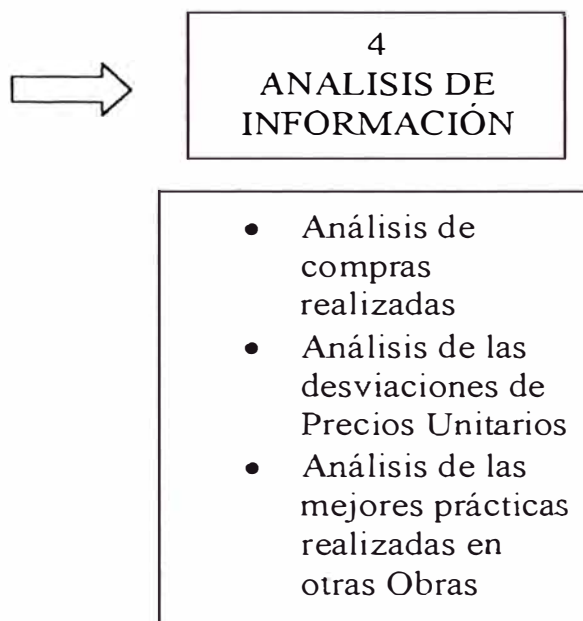 4
ANALISIS DE
INFORMACIÓN
• Análisis de
compras
realizadas
• Análisis de las
desviaciones de
Precios Unitarios
• Análisis de las
mejores prácticas
realizadas en
otras Obras